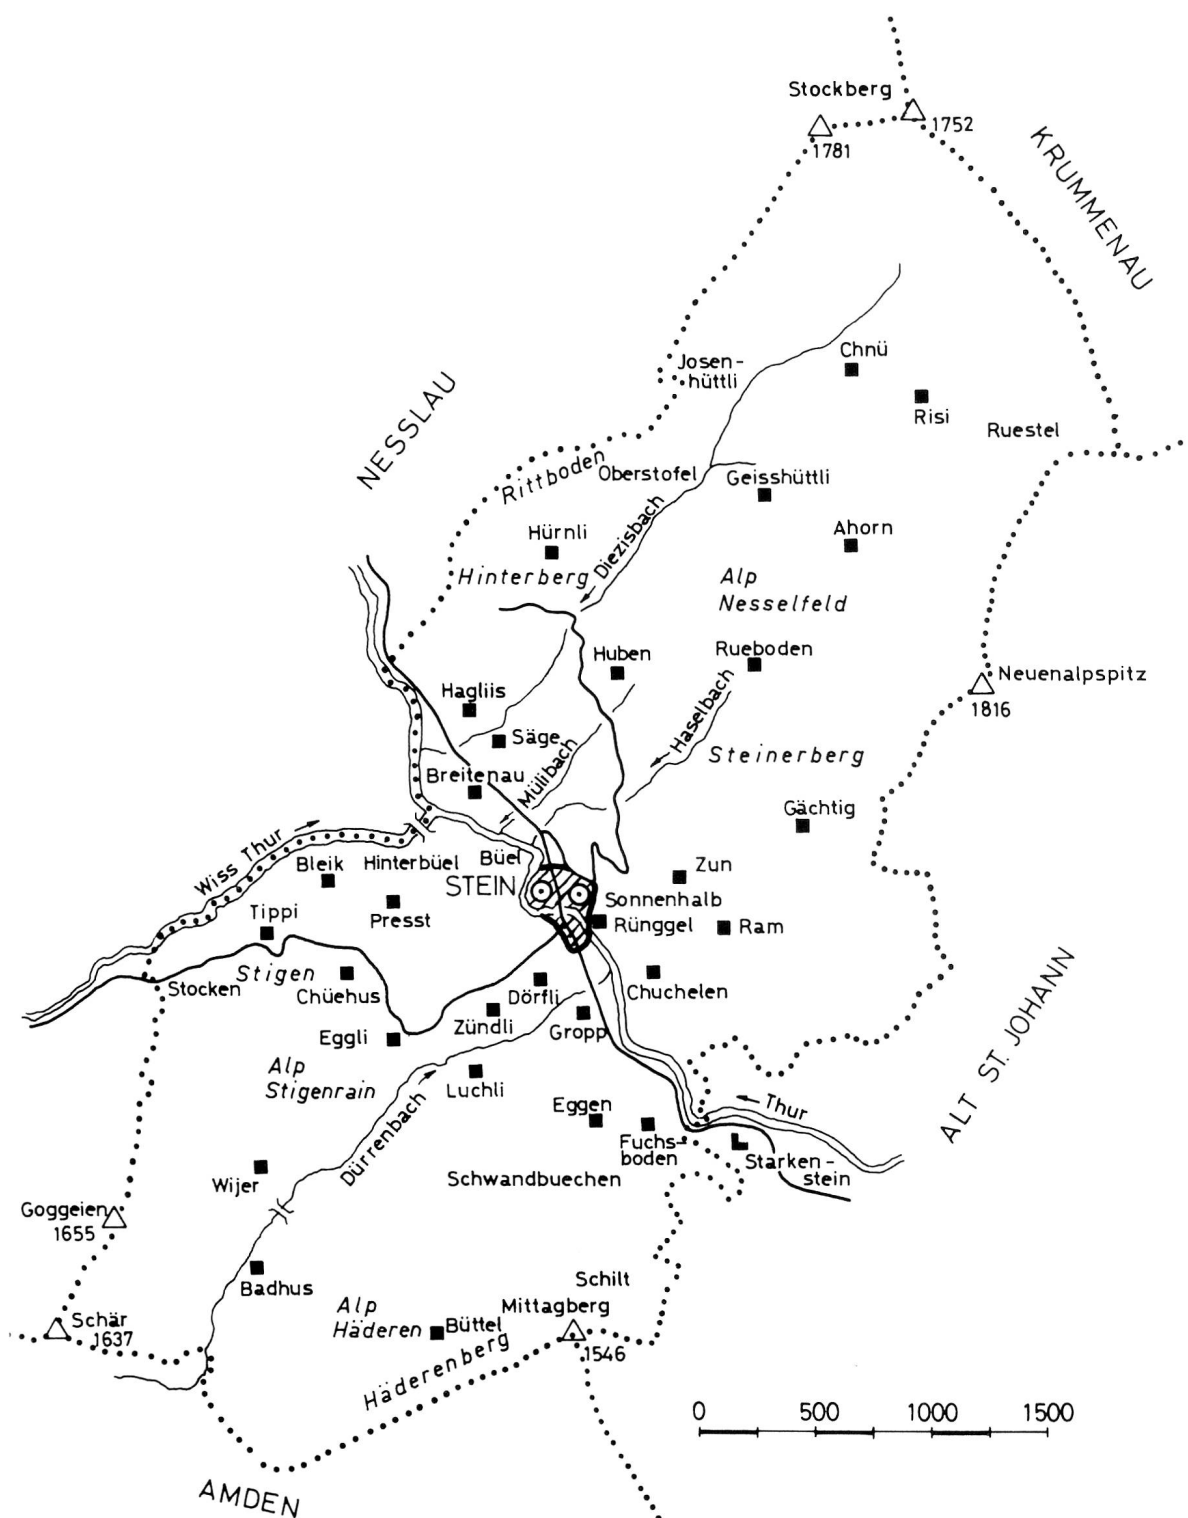 Stockberg
1752
1781
KRUMMENAU
Chnü
Josen-
hüttli
Risi
Ruestel
NESSLAU
Rittboden
Oberstofel
Geisshüttli
Diezisbach
Hürnli
Ahorn
Hinterberg
Alp
Nesselfeld
Huben
Rueboden
Neuenalpspitz
1816
Hagliis
Haselbach
Säge
Steinerberg
Mülibach
Breitenau
Gächtig
Wiss Thur
Bleik
Hinterbüel
Büel
Zun
STEIN
Sonnenhalb
Presst
Tippi
Rünggel
Ram
Stigen
Stocken
Chüehus
Dörfli
Chuchelen
Zündli
Gropp
Eggli
ALT ST. JOHANN
Alp
Stigenrain
Luchli
Eggen
Thur
Dürrenbach
Fuchs-
boden
Starken-
stein
Wijer
Schwandbuechen
Goggeien
1655
Badhus
Schilt
Alp
Häderen
Büttel
Mittagberg
1546
Schär
1637
Häderenberg
0 500 1000 1500
AMDEN